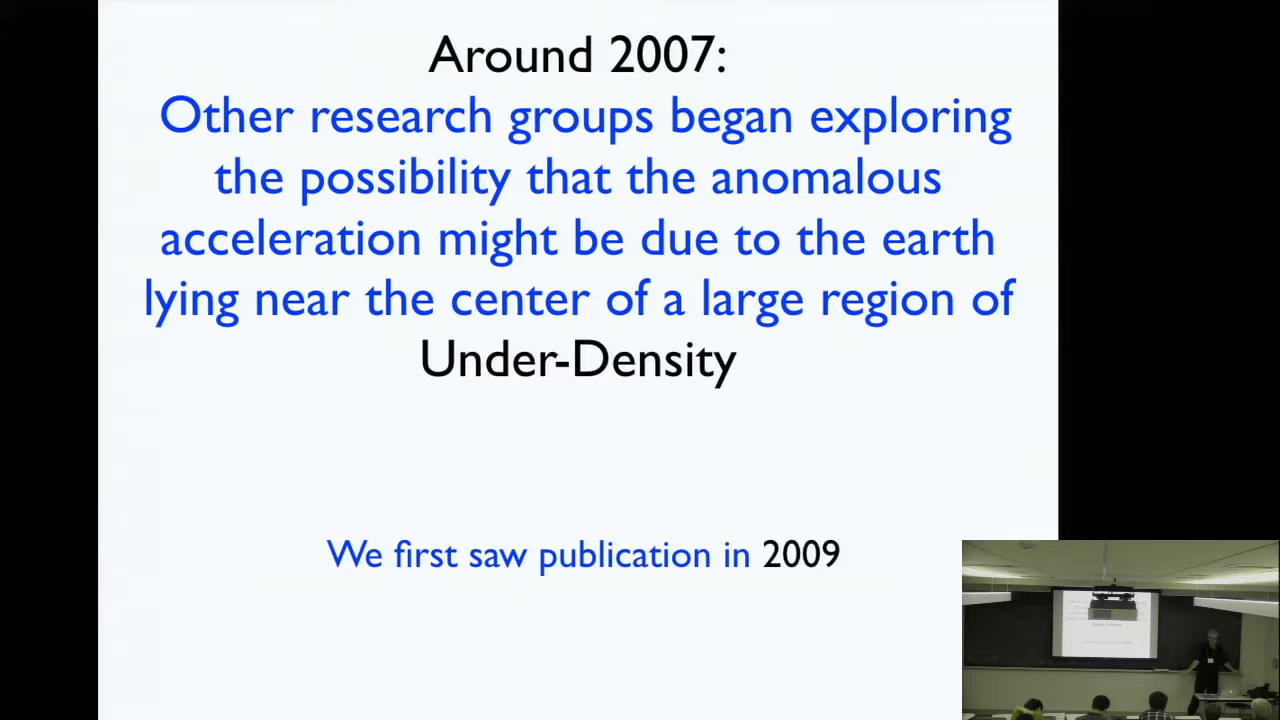 Around 2007:
Other research groups began exploring
the possibility that the anomalous
acceleration might be due to the earth
lying near the center of a large region of
Under-Density
We first saw publication in 2009